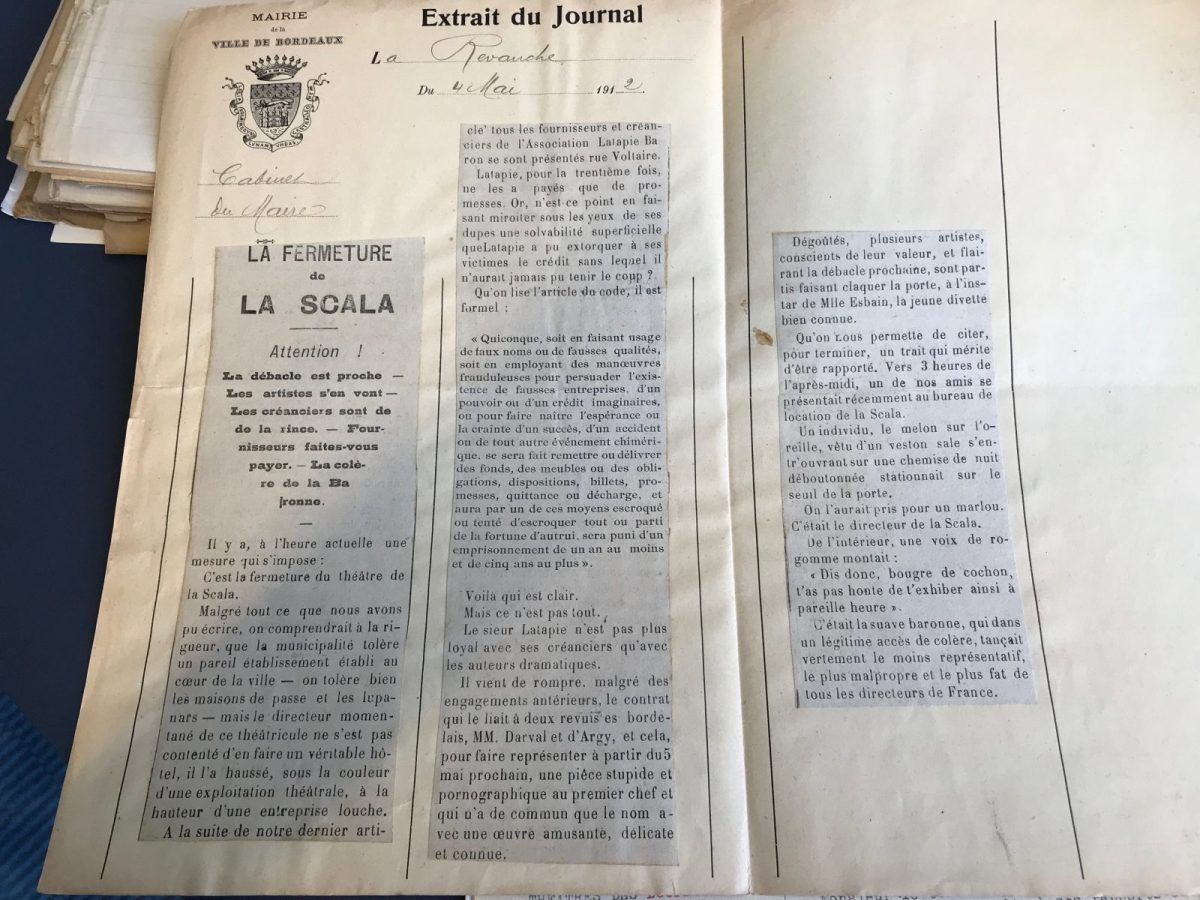 MAIRIE
de la
VILLE DE BORDEAUX
Extrait du Journal
La Revanche
Du 4 Mai 1912.
Cabinet
du Maire
LA FERMETURE
de
LA SCALA
Attention !
La débacle est proche —
Les artistes s'en vont —
Les créanciers sont de
de la rince. — Four-
nisseurs faites-vous
payer. — La colè-
re de la Ba
ronne.
Il y a, à l'heure actuelle une
mesure qui s'impose :
C'est la fermeture du théâtre de
la Scala.
Malgré tout ce que nous avons
pu écrire, on comprendrait à la ri-
gueur, que la municipalité tolère
un pareil établissement établi au
cœur de la ville — on tolère bien
les maisons de passe et les lupa-
nars — mais le directeur momen-
tané de ce théâtricule ne s'est pas
contenté d'en faire un véritable hô-
tel, il l'a haussé, sous la couleur
d'une exploitation théâtrale, à la
hauteur d'une entreprise louche.
A la suite de notre dernier arti-
cle' tous les fournisseurs et créan-
ciers de l'Association Latapie Ba
ron se sont présentés rue Voltaire.
Latapie, pour la trentième fois,
ne les a payés que de pro-
messes. Or, n'est-ce point en fai-
sant miroiter sous les yeux de ses
dupes une solvabilité superficielle
queLatapie a pu extorquer à ses
victimes le crédit sans lequel il
n'aurait jamais pu tenir le coup ?
Qu'on lise l'article du code, il est
formel :
« Quiconque, soit en faisant usage
de faux noms ou de fausses qualités,
soit en employant des manœuvres
frauduleuses pour persuader l'exis-
tence de fausses entreprises, d'un
pouvoir ou d'un crédit imaginaires,
ou pour faire naître l'espérance ou
la crainte d'un succès, d'un accident
ou de tout autre événement chiméri-
que, se sera fait remettre ou délivrer
des fonds, des meubles ou des obli-
gations, dispositions, billets, pro-
messes, quittance ou décharge, et
aura par un de ces moyens escroqué
ou tenté d'escroquer tout ou parti
de la fortune d'autrui, sera puni d'un
emprisonnement de un an au moins
et de cinq ans au plus ».
Voilà qui est clair.
Mais ce n'est pas tout.
Le sieur Latapie n'est pas plus
loyal avec ses créanciers qu'avec
les auteurs dramatiques.
Il vient de rompre, malgré des
engagements antérieurs, le contrat
qui le liait à deux revuis es borde-
lais, MM. Darval et d'Argy, et cela,
pour faire représenter à partir du 5
mai prochain, une pièce stupide et
pornographique au premier chef et
qui n'a de commun que le nom a-
vec une œuvre amusante, délicate
et connue.
Dégoûtés, plusieurs artistes,
conscients de leur valeur, et flai-
rant la débacle prochaine, sont par-
tis faisant claquer la porte, à l'ins-
tar de Mlle Esbain, la jeune divette
bien connue.
Qu'on nous permette de citer,
pour terminer, un trait qui mérite
d'être rapporté. Vers 3 heures de
l'après-midi, un de nos amis se
présentait récemment au bureau de
location de la Scala.
Un individu, le melon sur l'o-
reille, vêtu d'un veston sale s'en-
tr'ouvrant sur une chemise de nuit
déboutonnée stationnait sur le
seuil de la porte.
On l'aurait pris pour un marlou.
C'était le directeur de la Scala.
De l'intérieur, une voix de ro-
gomme montait :
« Dis donc, bougre de cochon,
t'as pas honte de t'exhiber ainsi à
pareille heure ».
C'était la suave baronne, qui dans
un légitime accès de colère, tançait
vertement le moins représentatif,
le plus malpropre et le plus fat de
tous les directeurs de France.